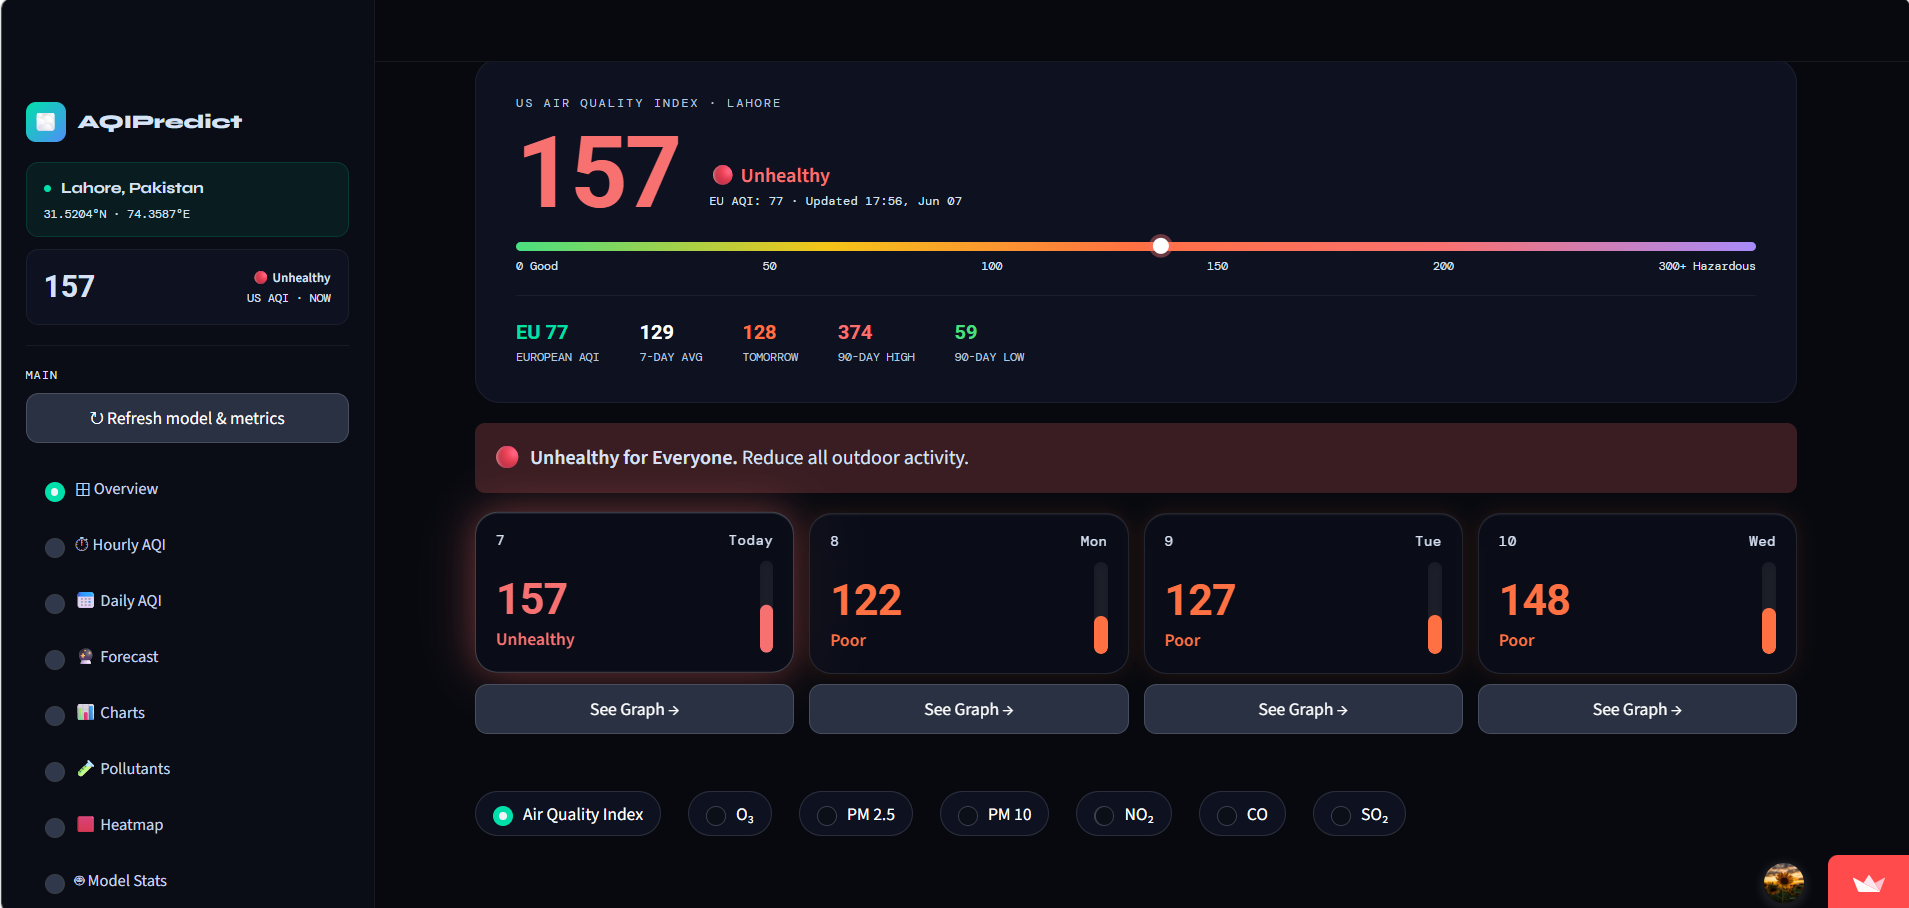 AQIPredict
Lahore, Pakistan
31.5204°N · 74.3587°E
157
Unhealthy
US AQI · NOW
MAIN
↻ Refresh model & metrics
Overview
Hourly AQI
Daily AQI
Forecast
Charts
Pollutants
Heatmap
Model Stats
US AIR QUALITY INDEX · LAHORE
157
Unhealthy
EU AQI: 77 · Updated 17:56, Jun 07
0 Good 50 100 150 200 300+ Hazardous
EU 77 129 128 374 59
EUROPEAN AQI 7-DAY AVG TOMORROW 90-DAY HIGH 90-DAY LOW
Unhealthy for Everyone. Reduce all outdoor activity.
7 Today
157
Unhealthy
See Graph →
8 Mon
122
Poor
See Graph →
9 Tue
127
Poor
See Graph →
10 Wed
148
Poor
See Graph →
Air Quality Index O₃ PM 2.5 PM 10 NO₂ CO SO₂